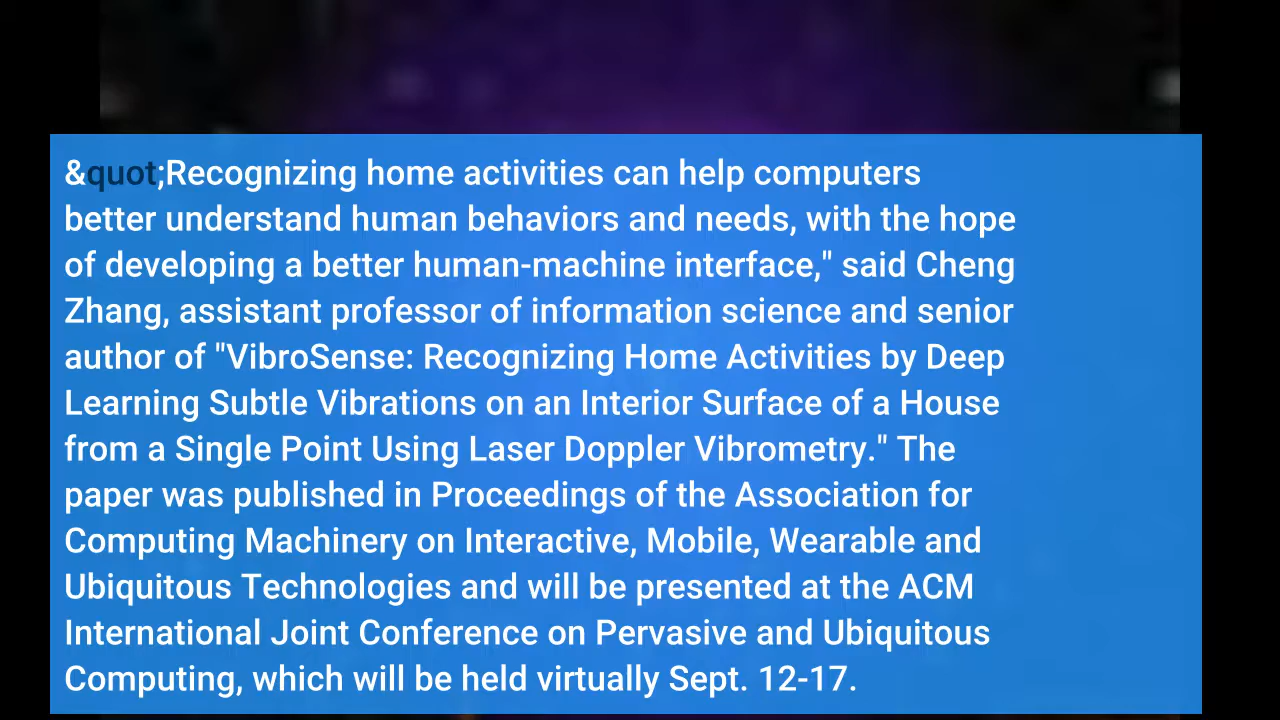 &quot;Recognizing home activities can help computers
better understand human behaviors and needs, with the hope
of developing a better human-machine interface," said Cheng
Zhang, assistant professor of information science and senior
author of "VibroSense: Recognizing Home Activities by Deep
Learning Subtle Vibrations on an Interior Surface of a House
from a Single Point Using Laser Doppler Vibrometry." The
paper was published in Proceedings of the Association for
Computing Machinery on Interactive, Mobile, Wearable and
Ubiquitous Technologies and will be presented at the ACM
International Joint Conference on Pervasive and Ubiquitous
Computing, which will be held virtually Sept. 12-17.